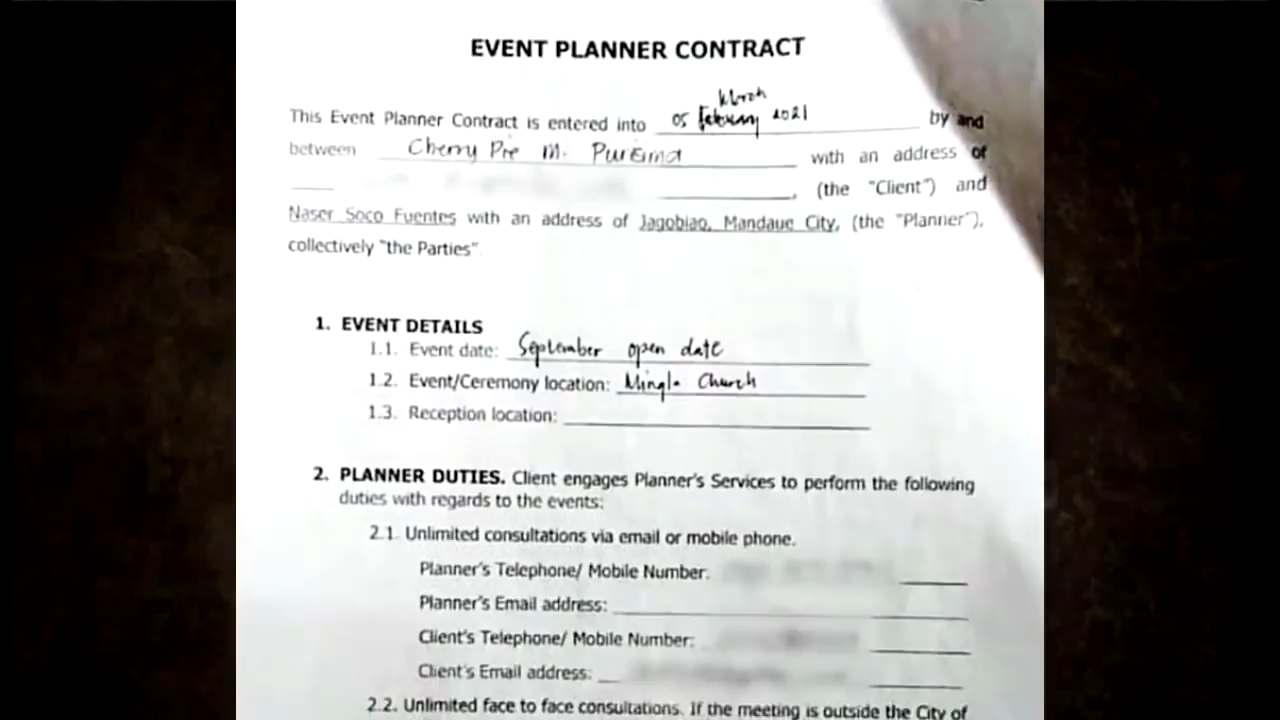 EVENT PLANNER CONTRACT
March
This Event Planner Contract is entered into 05 February 2021 by and
between Cherry Pie M. Purisima with an address of
(the "Client") and
Naser Soco Fuentes with an address of Jagobiao, Mandaue City, (the "Planner"),
collectively "the Parties".
1. EVENT DETAILS
1.1. Event date: September open date
1.2. Event/Ceremony location: Church
1.3. Reception location:
2. PLANNER DUTIES. Client engages Planner's Services to perform the following
duties with regards to the events:
2.1. Unlimited consultations via email or mobile phone.
Planner's Telephone/ Mobile Number:
Planner's Email address:
Client's Telephone/ Mobile Number:
Client's Email address:
2.2. Unlimited face to face consultations. If the meeting is outside the City of